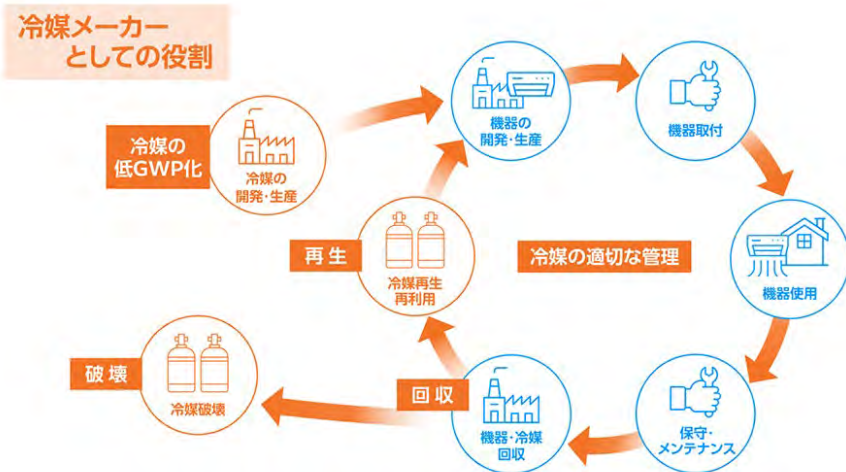 冷媒メーカー
としての役割
冷媒の
低GWP化
冷媒の
開発・生産
機器の
開発・生産
機器取付
再生
冷媒再生
再利用
冷媒の適切な管理
機器使用
破壊
冷媒破壊
回収
機器・冷媒
回収
保守・
メンテナンス